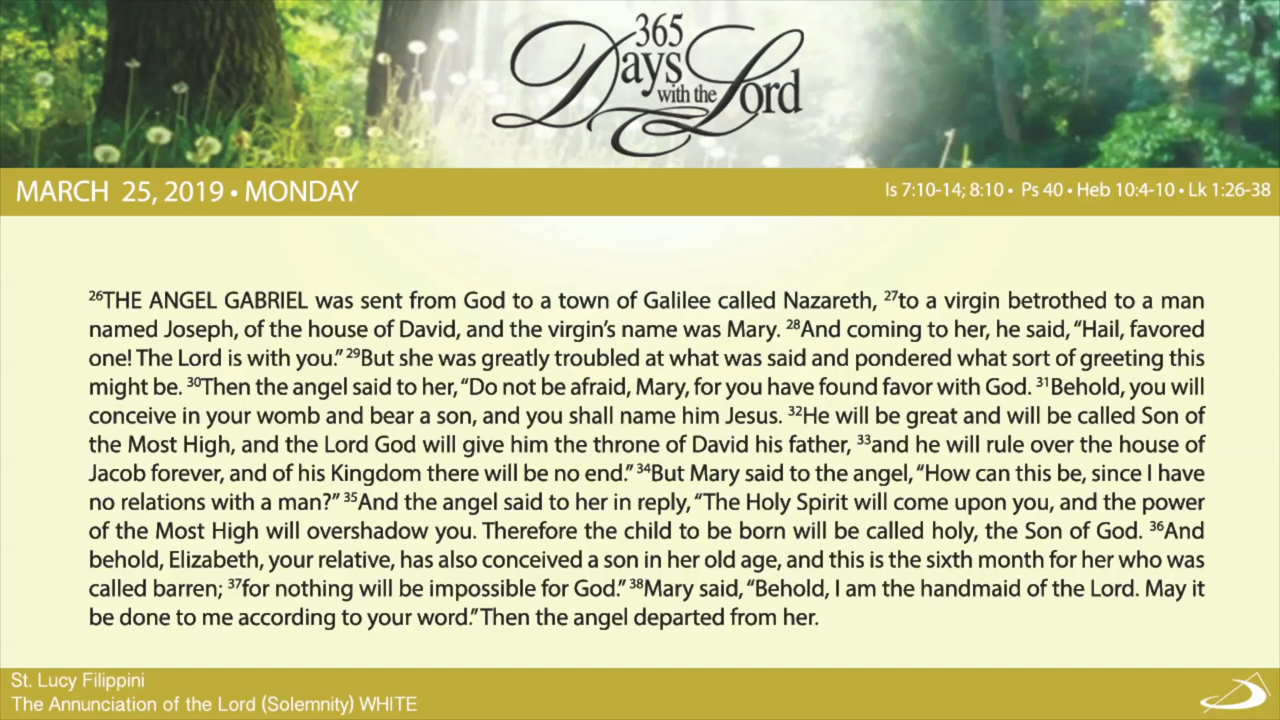 365
Days
with the Lord
MARCH 25, 2019 • MONDAY
Is 7:10-14; 8:10 • Ps 40 • Heb 10:4-10 • Lk 1:26-38
²⁶THE ANGEL GABRIEL was sent from God to a town of Galilee called Nazareth, ²⁷to a virgin betrothed to a man
named Joseph, of the house of David, and the virgin’s name was Mary. ²⁸And coming to her, he said, “Hail, favored
one! The Lord is with you.” ²⁹But she was greatly troubled at what was said and pondered what sort of greeting this
might be. ³⁰Then the angel said to her, “Do not be afraid, Mary, for you have found favor with God. ³¹Behold, you will
conceive in your womb and bear a son, and you shall name him Jesus. ³²He will be great and will be called Son of
the Most High, and the Lord God will give him the throne of David his father, ³³and he will rule over the house of
Jacob forever, and of his Kingdom there will be no end.” ³⁴But Mary said to the angel, “How can this be, since I have
no relations with a man?” ³⁵And the angel said to her in reply, “The Holy Spirit will come upon you, and the power
of the Most High will overshadow you. Therefore the child to be born will be called holy, the Son of God. ³⁶And
behold, Elizabeth, your relative, has also conceived a son in her old age, and this is the sixth month for her who was
called barren; ³⁷for nothing will be impossible for God.” ³⁸Mary said, “Behold, I am the handmaid of the Lord. May it
be done to me according to your word.” Then the angel departed from her.
St. Lucy Filippini
The Annunciation of the Lord (Solemnity) WHITE